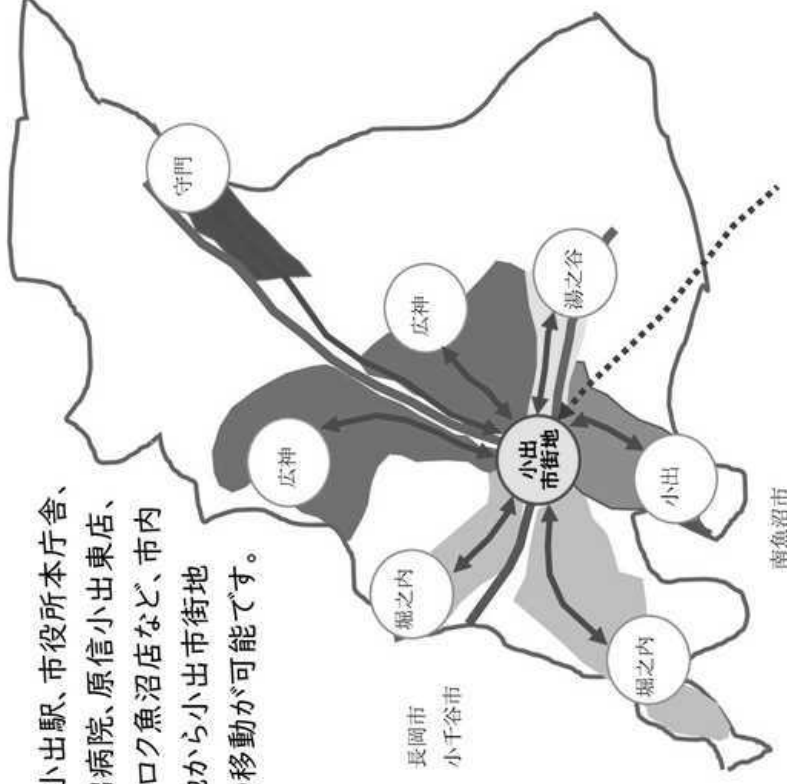 小出駅、市役所本庁舎、
病院、原信小出東店、
ロク魚沼店など、市内
から小出市街地
移動が可能です。
守門
広神
広神
湯之谷
小出
市街地
堀之内
小出
堀之内
長岡市
小千谷市
南魚沼市